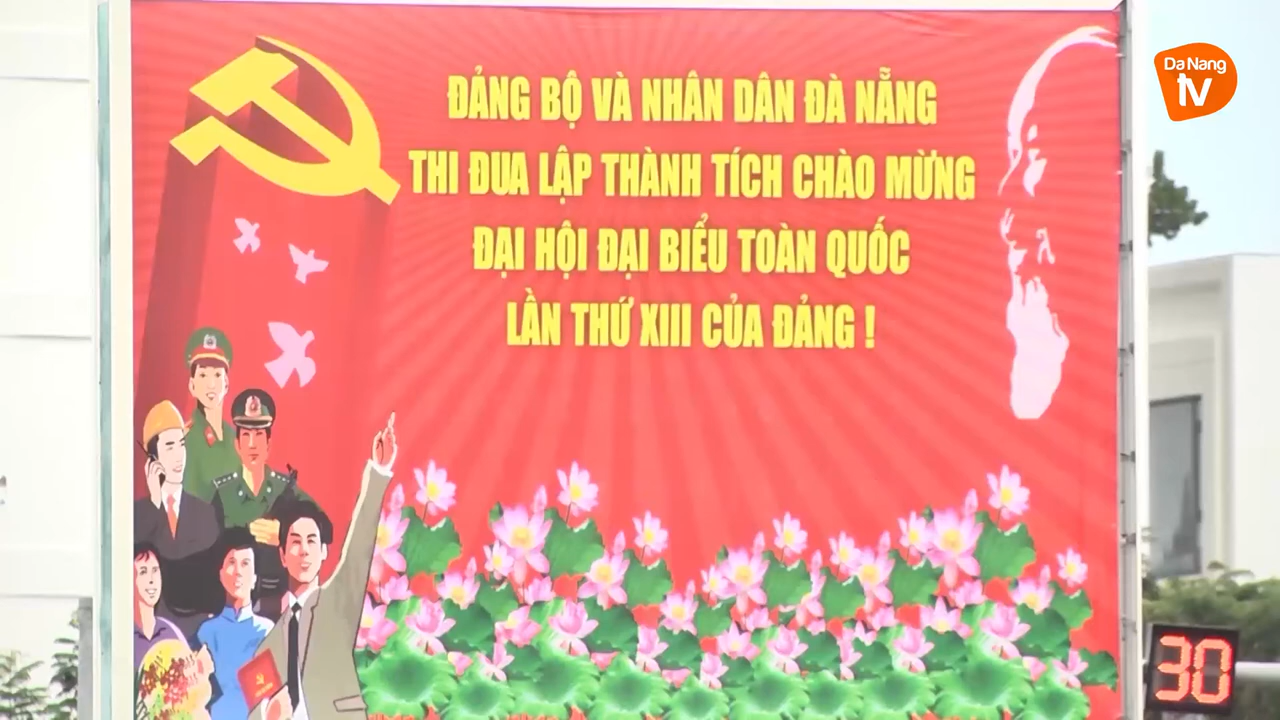 Da Nang
tv
ĐẢNG BỘ VÀ NHÂN DÂN ĐÀ NẴNG
THI ĐUA LẬP THÀNH TÍCH CHÀO MỪNG
ĐẠI HỘI ĐẠI BIỂU TOÀN QUỐC
LẦN THỨ XIII CỦA ĐẢNG !
30